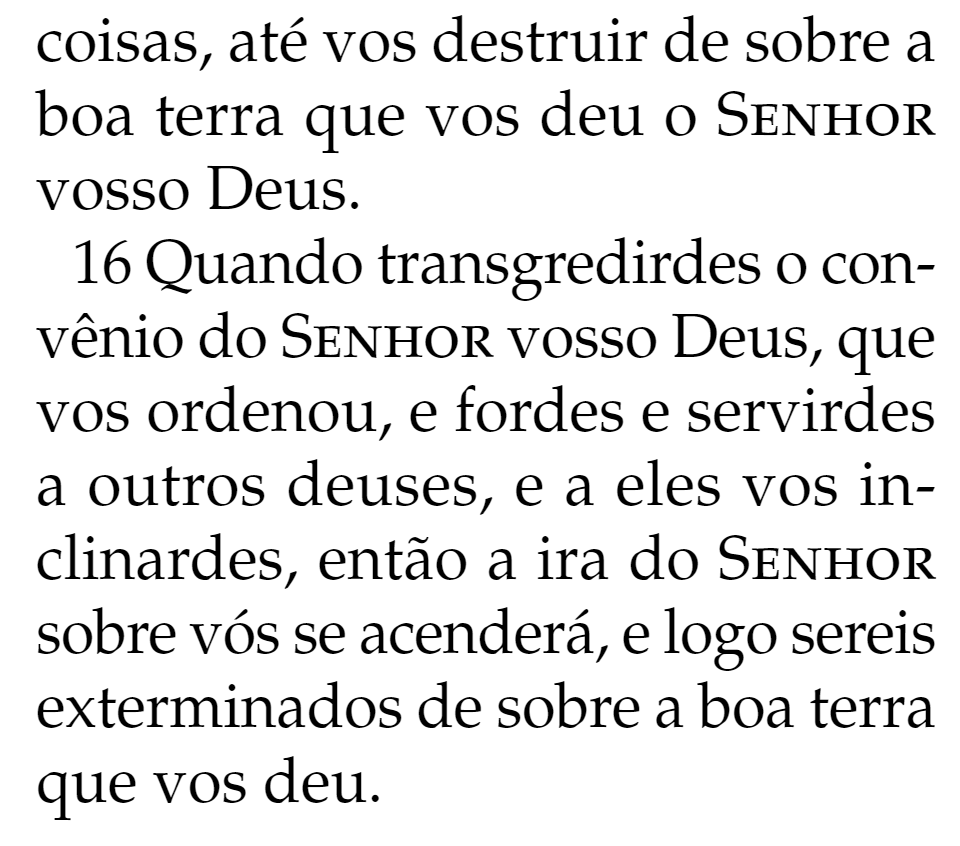 coisas, até vos destruir de sobre a
boa terra que vos deu o SENHOR
vosso Deus.
16 Quando transgredirdes o con-
vênio do SENHOR vosso Deus, que
vos ordenou, e fordes e servirdes
a outros deuses, e a eles vos in-
clinardes, então a ira do SENHOR
sobre vós se acenderá, e logo sereis
exterminados de sobre a boa terra
que vos deu.